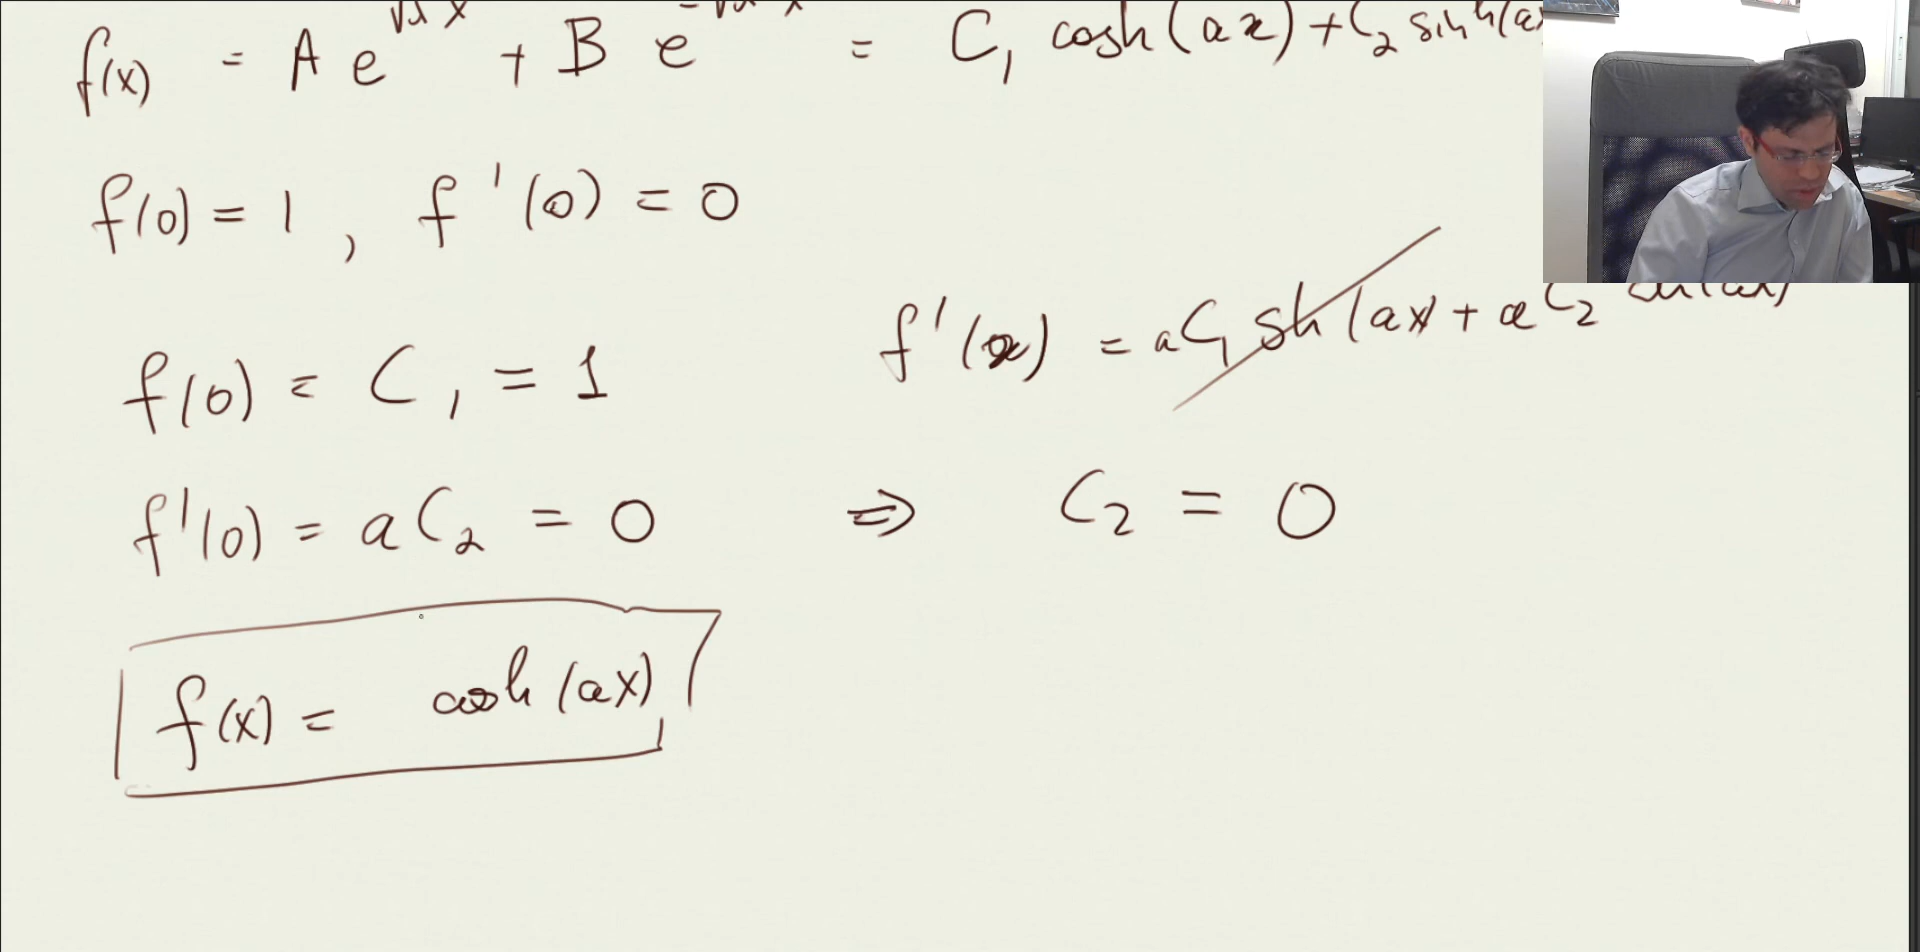 f(x) = A e^{√λ x} + B e^{-√λ x} = C₁ cosh(ax) + C₂ sinh(a
f(0) = 1 , f'(0) = 0
f'(x) = aC₁ sh(ax) + aC₂
f(0) = C₁ = 1
f'(0) = aC₂ = 0 ⇒ C₂ = 0
f(x) = cosh(ax)